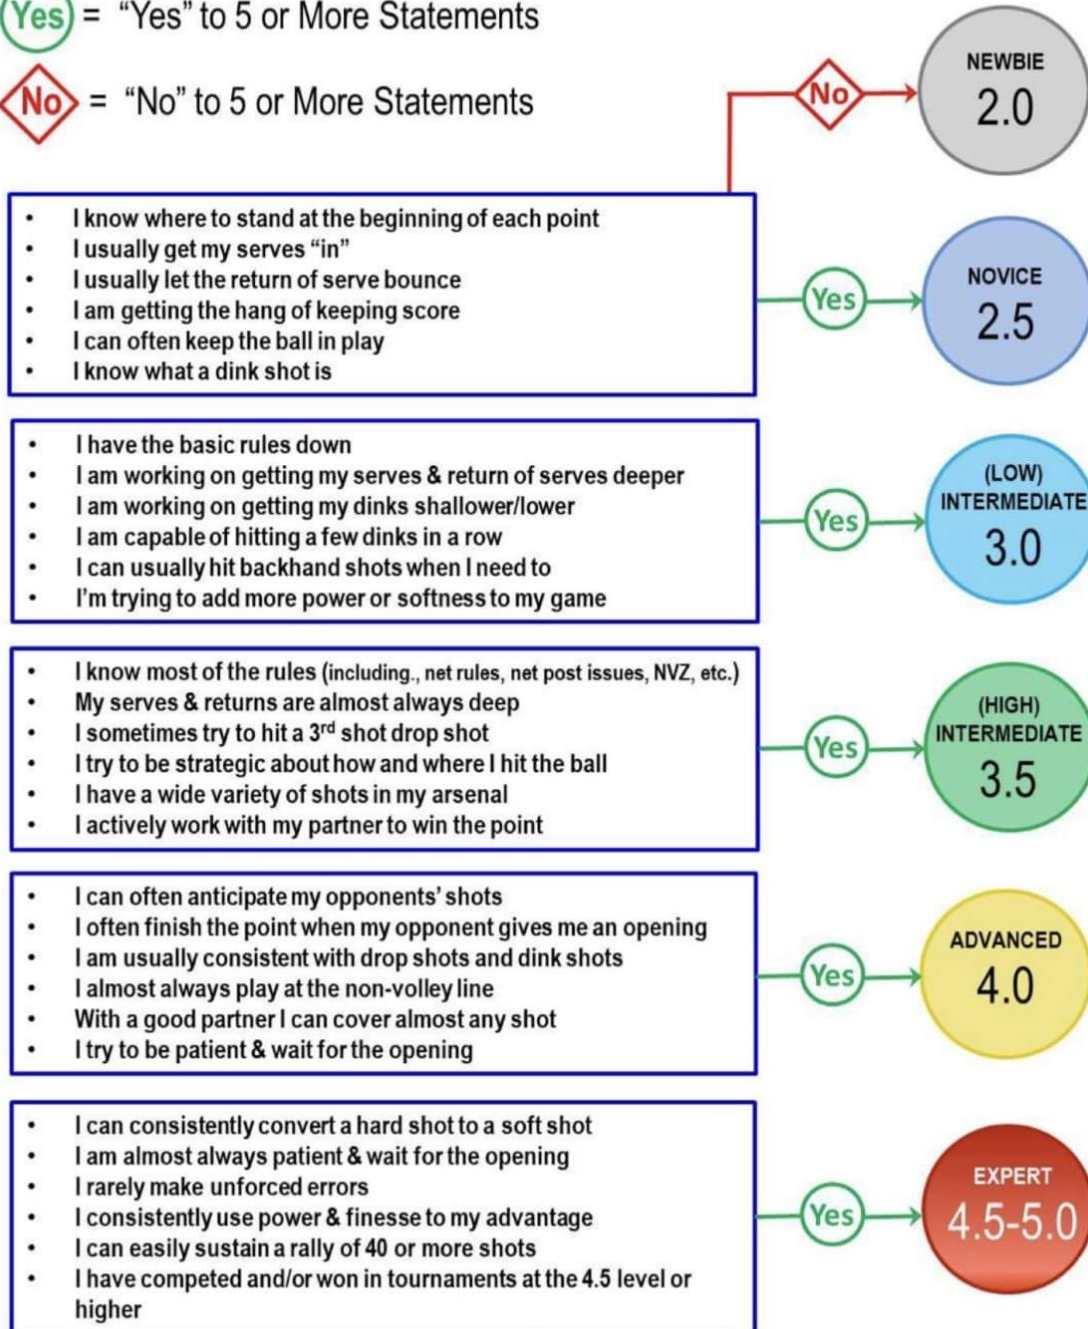 Yes = “Yes” to 5 or More Statements
No = “No” to 5 or More Statements
No
NEWBIE
2.0
• I know where to stand at the beginning of each point
• I usually get my serves “in”
• I usually let the return of serve bounce
• I am getting the hang of keeping score
• I can often keep the ball in play
• I know what a dink shot is
Yes
NOVICE
2.5
• I have the basic rules down
• I am working on getting my serves & return of serves deeper
• I am working on getting my dinks shallower/lower
• I am capable of hitting a few dinks in a row
• I can usually hit backhand shots when I need to
• I’m trying to add more power or softness to my game
Yes
(LOW)
INTERMEDIATE
3.0
• I know most of the rules (including., net rules, net post issues, NVZ, etc.)
• My serves & returns are almost always deep
• I sometimes try to hit a 3rd shot drop shot
• I try to be strategic about how and where I hit the ball
• I have a wide variety of shots in my arsenal
• I actively work with my partner to win the point
Yes
(HIGH)
INTERMEDIATE
3.5
• I can often anticipate my opponents’ shots
• I often finish the point when my opponent gives me an opening
• I am usually consistent with drop shots and dink shots
• I almost always play at the non-volley line
• With a good partner I can cover almost any shot
• I try to be patient & wait for the opening
Yes
ADVANCED
4.0
• I can consistently convert a hard shot to a soft shot
• I am almost always patient & wait for the opening
• I rarely make unforced errors
• I consistently use power & finesse to my advantage
• I can easily sustain a rally of 40 or more shots
• I have competed and/or won in tournaments at the 4.5 level or
higher
Yes
EXPERT
4.5-5.0